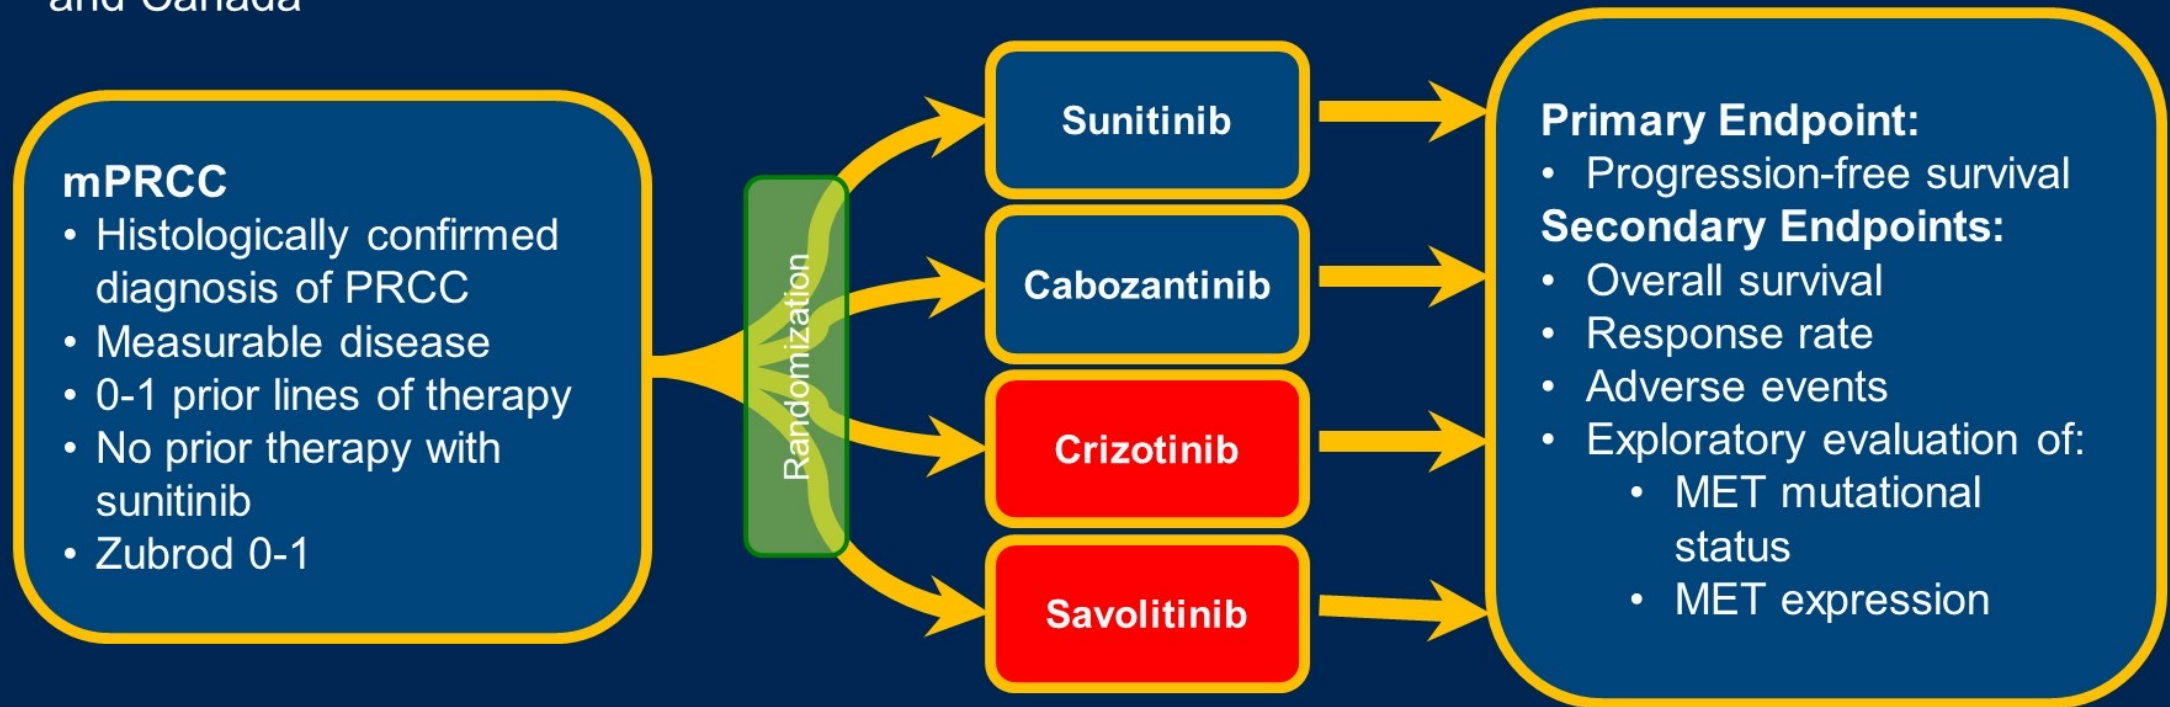 and Canada
mPRCC
• Histologically confirmed
diagnosis of PRCC
• Measurable disease
• 0-1 prior lines of therapy
• No prior therapy with
sunitinib
• Zubrod 0-1
Randomization
Sunitinib
Cabozantinib
Crizotinib
Savolitinib
Primary Endpoint:
• Progression-free survival
Secondary Endpoints:
• Overall survival
• Response rate
• Adverse events
• Exploratory evaluation of:
• MET mutational
status
• MET expression